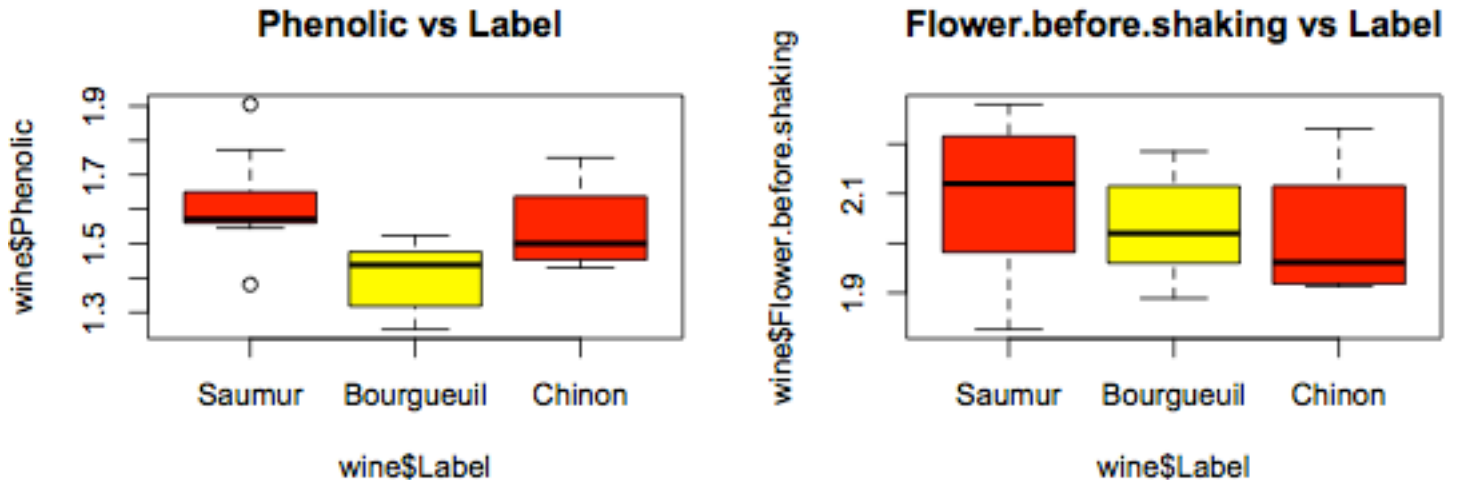 Phenolic vs Label
wine$Phenolic
1.9
1.7
1.5
1.3
Saumur Bourgueuil Chinon
wine$Label
Flower.before.shaking vs Label
wine$Flower.before.shaking
2.1
1.9
Saumur Bourgueuil Chinon
wine$Label